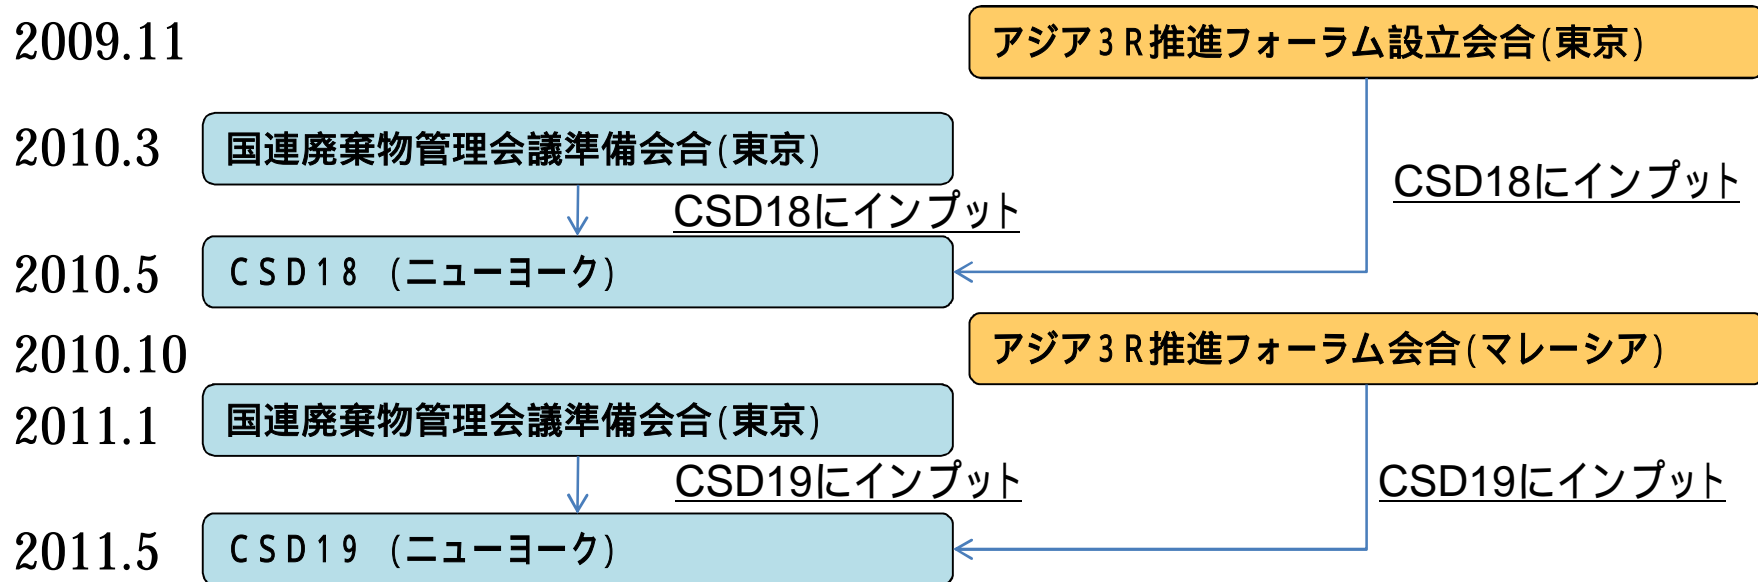 2009.11
アジア3R推進フォーラム設立会合(東京)
2010.3
国連廃棄物管理会議準備会合(東京)
CSD18にインプット
CSD18にインプット
2010.5
CSD18 (ニューヨーク)
2010.10
アジア3R推進フォーラム会合(マレーシア)
2011.1
国連廃棄物管理会議準備会合(東京)
CSD19にインプット
CSD19にインプット
2011.5
CSD19 (ニューヨーク)